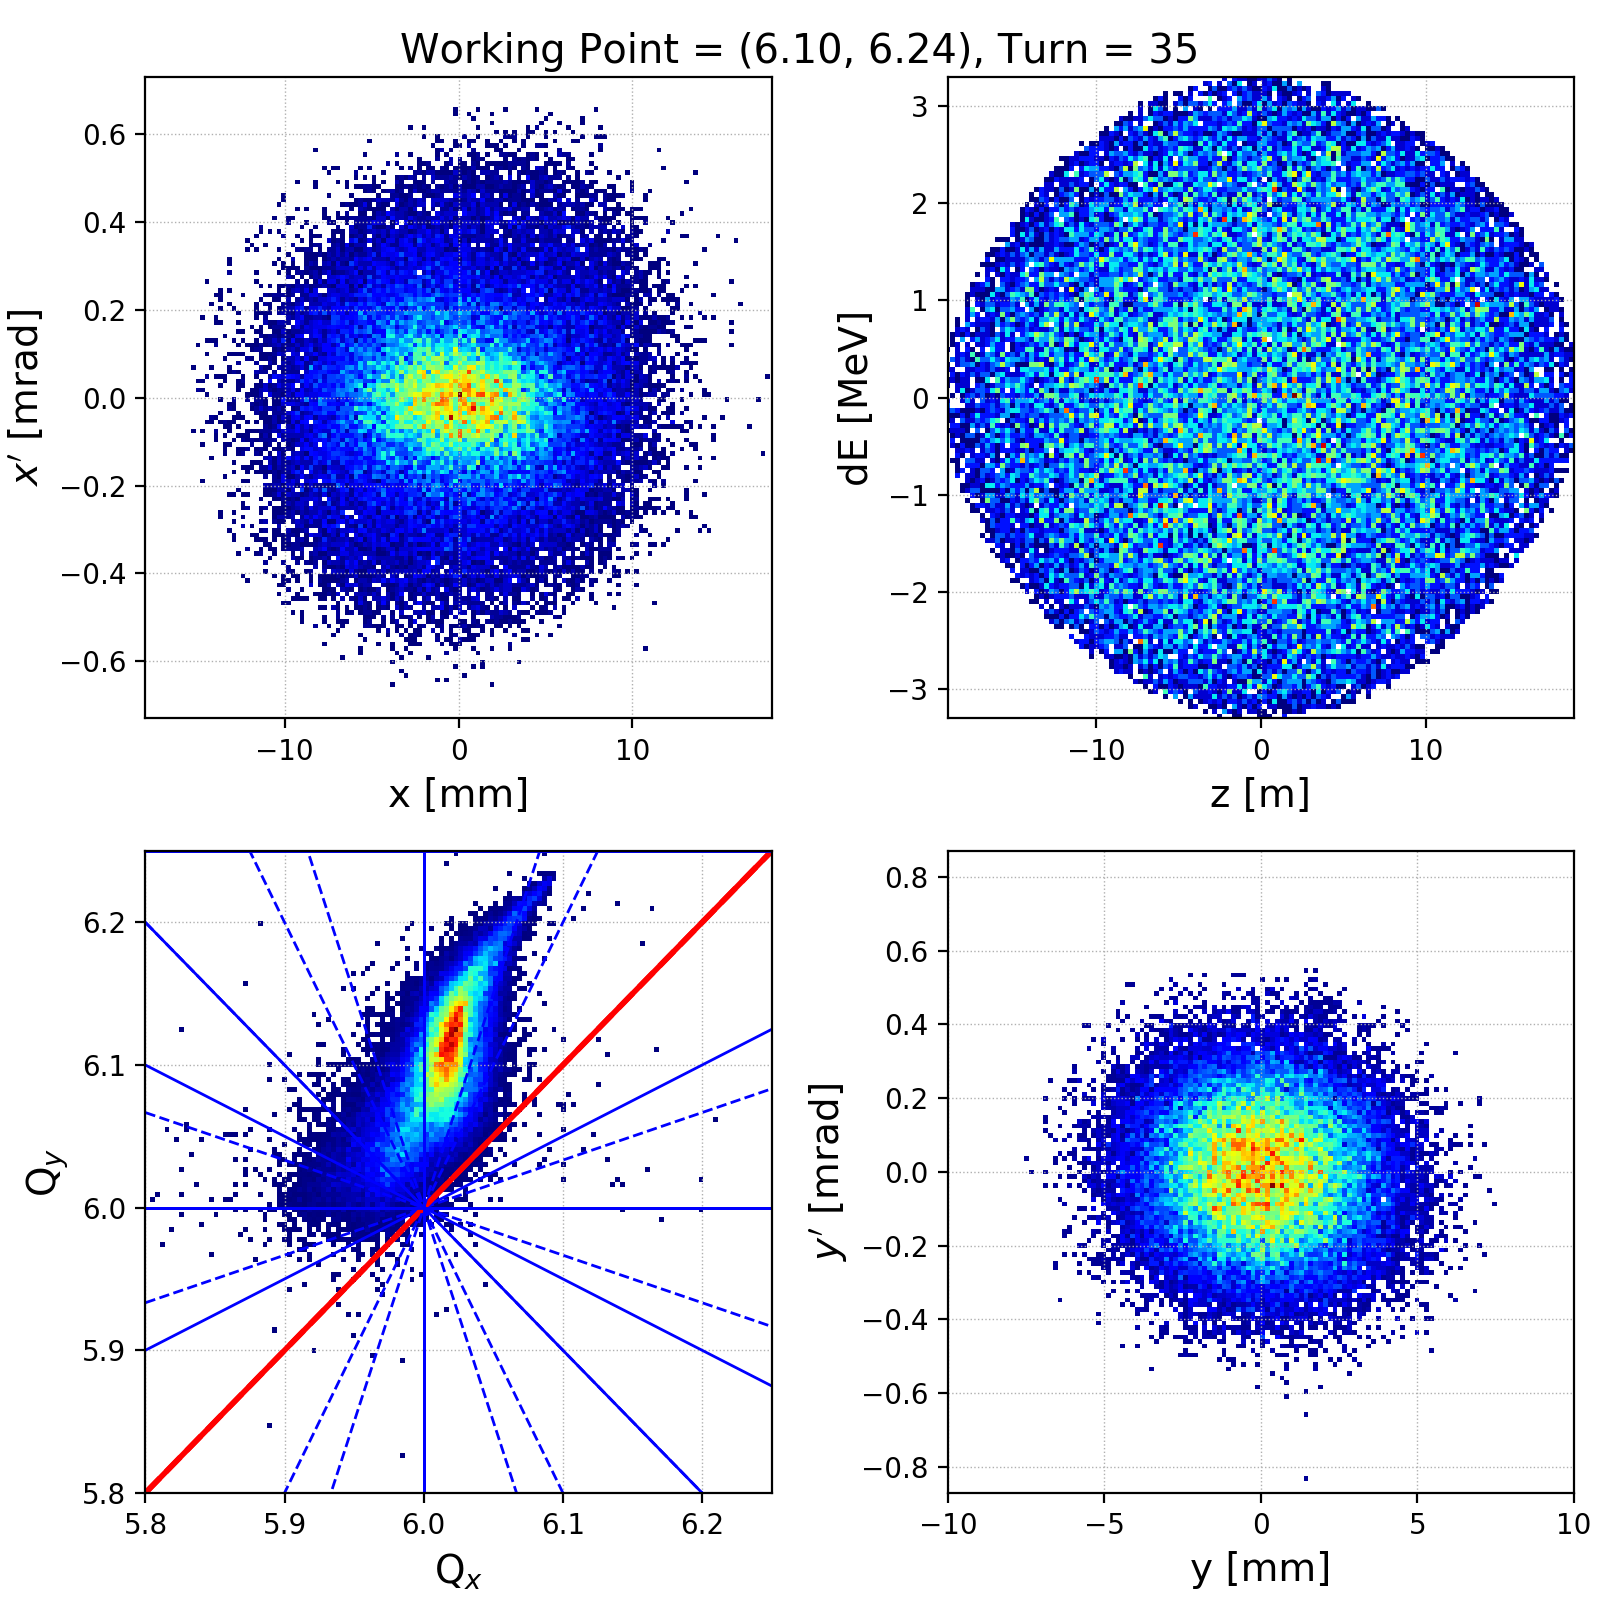 Working Point = (6.10, 6.24), Turn = 35
0.6
0.4
0.2
0.0
−0.2
−0.4
−0.6
x′ [mrad]
−10 0 10
x [mm]
3
2
1
0
−1
−2
−3
dE [MeV]
−10 0 10
z [m]
6.2
6.1
6.0
5.9
5.8
Qy
5.8 5.9 6.0 6.1 6.2
Qx
0.8
0.6
0.4
0.2
0.0
−0.2
−0.4
−0.6
−0.8
y′ [mrad]
−10 −5 0 5 10
y [mm]